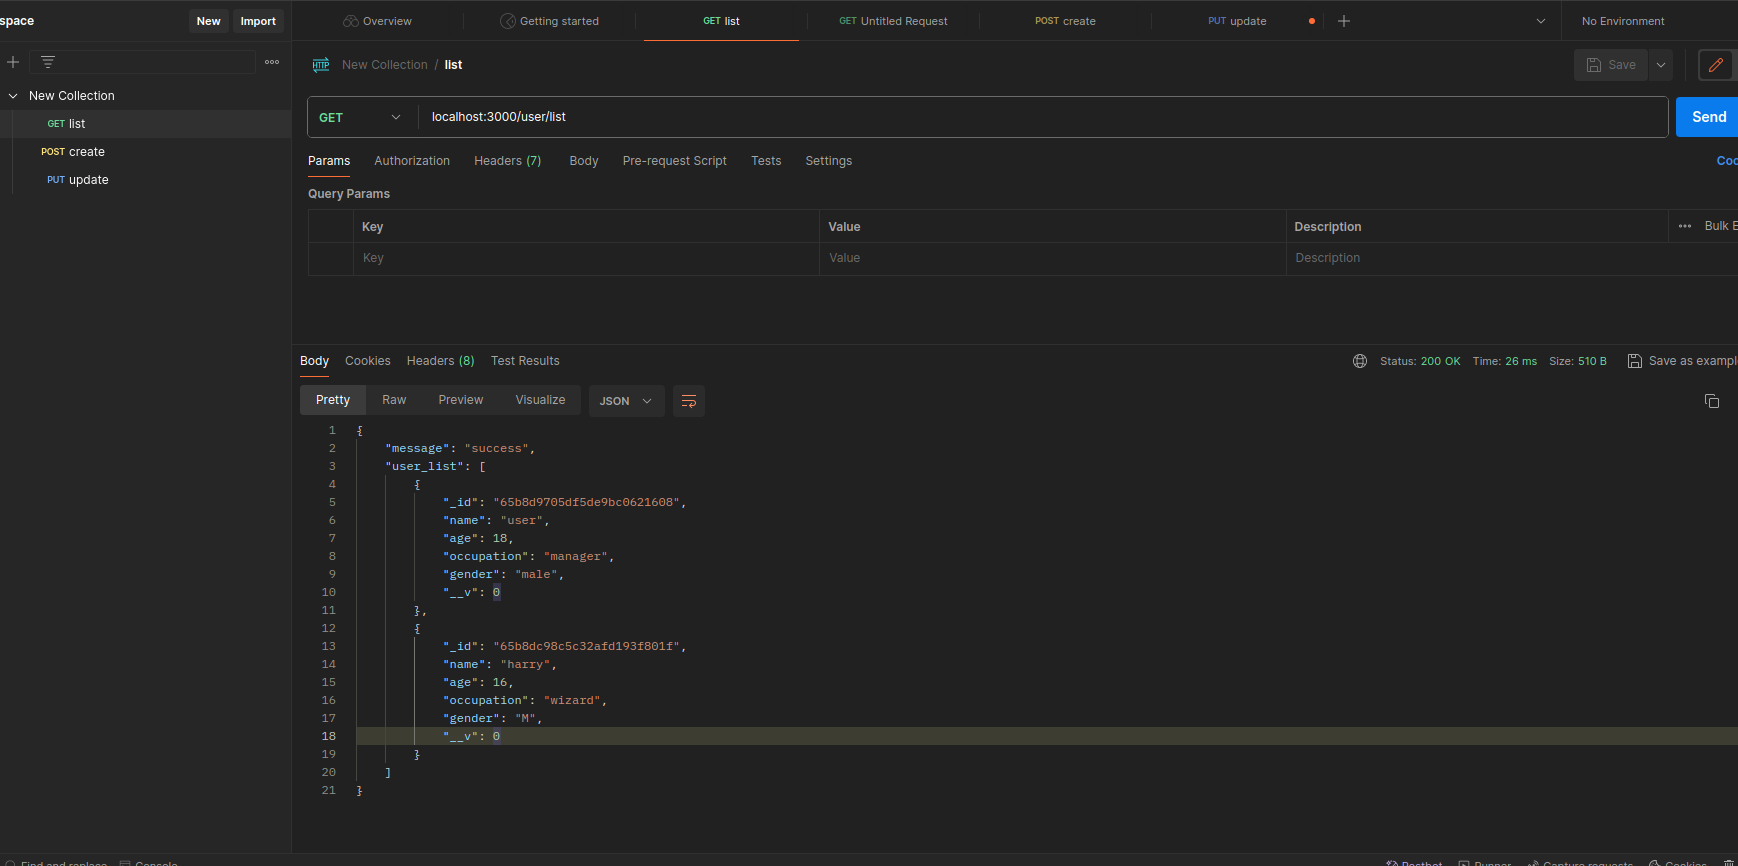 space New Import
Overview Getting started GET list GET Untitled Request POST create PUT update No Environment
New Collection
GET list
POST create
PUT update
HTTP New Collection / list Save
GET localhost:3000/user/list Send
Params Authorization Headers (7) Body Pre-request Script Tests Settings Coo
Query Params
Key Value Description Bulk E
Key Value Description
Body Cookies Headers (8) Test Results Status: 200 OK Time: 26 ms Size: 510 B Save as exampl
Pretty Raw Preview Visualize JSON
1 {
2 "message": "success",
3 "user_list": [
4 {
5 "_id": "65b8d9705df5de9bc0621608",
6 "name": "user",
7 "age": 18,
8 "occupation": "manager",
9 "gender": "male",
10 "__v": 0
11 },
12 {
13 "_id": "65b8dc98c5c32afd193f801f",
14 "name": "harry",
15 "age": 16,
16 "occupation": "wizard",
17 "gender": "M",
18 "__v": 0
19 }
20 ]
21 }
Find and replace Console Postbot Runner Capture requests Cookies